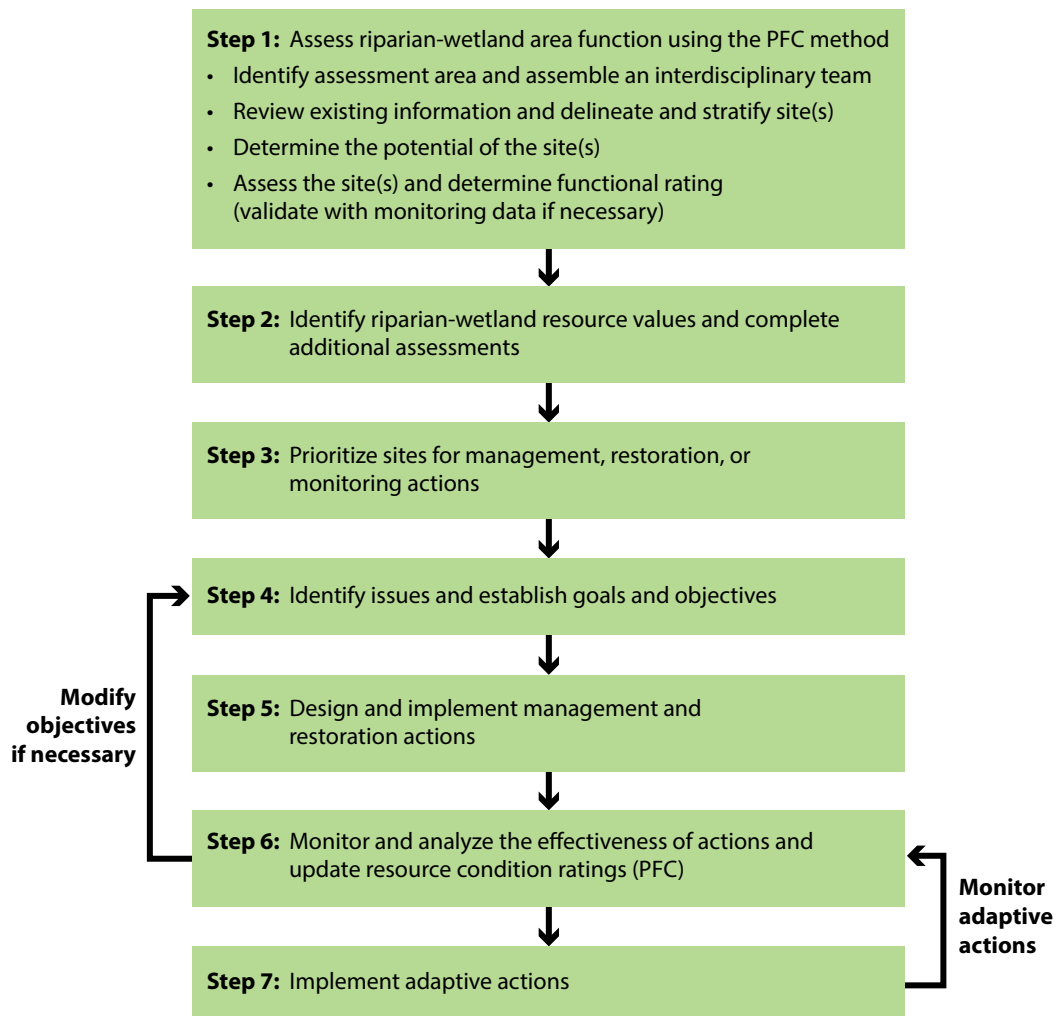 Step 1: Assess riparian-wetland area function using the PFC method
• Identify assessment area and assemble an interdisciplinary team
• Review existing information and delineate and stratify site(s)
• Determine the potential of the site(s)
• Assess the site(s) and determine functional rating
(validate with monitoring data if necessary)
Step 2: Identify riparian-wetland resource values and complete
additional assessments
Step 3: Prioritize sites for management, restoration, or
monitoring actions
Step 4: Identify issues and establish goals and objectives
Step 5: Design and implement management and
restoration actions
Modify
objectives
if necessary
Step 6: Monitor and analyze the effectiveness of actions and
update resource condition ratings (PFC)
Monitor
adaptive
actions
Step 7: Implement adaptive actions